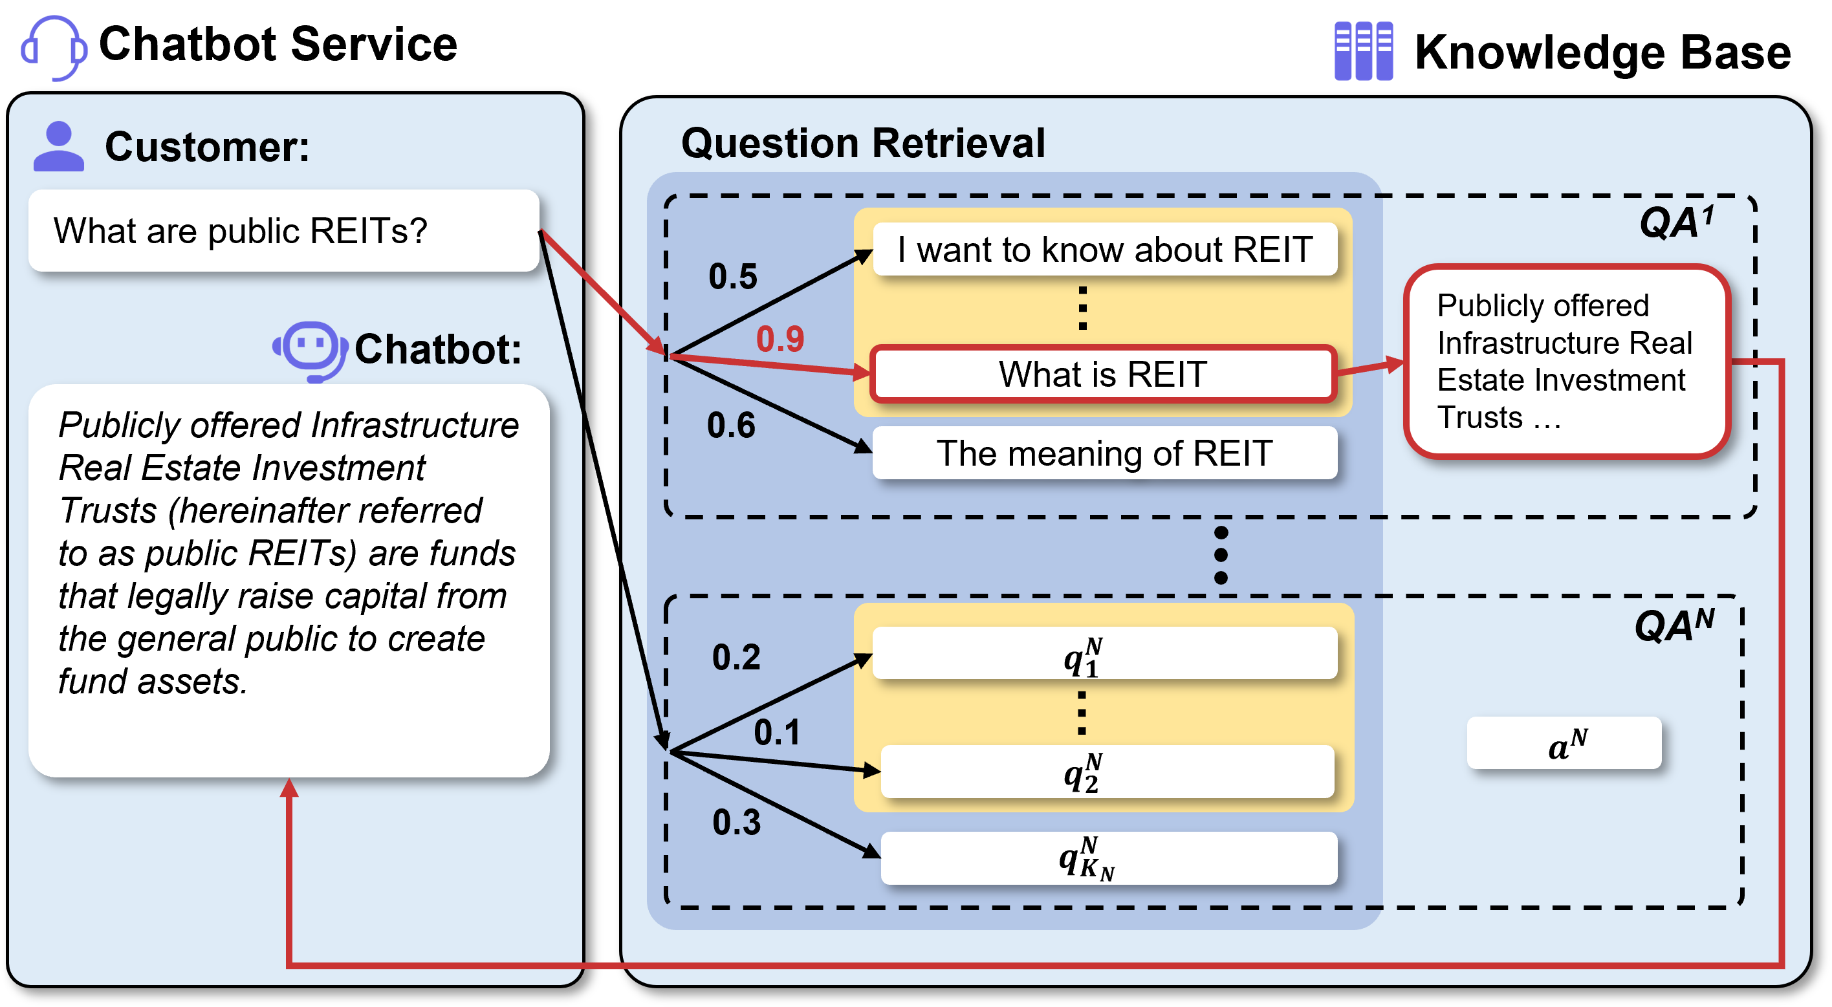 Chatbot Service
Customer:
What are public REITs?
Chatbot:
Publicly offered Infrastructure
Real Estate Investment
Trusts (hereinafter referred
to as public REITs) are funds
that legally raise capital from
the general public to create
fund assets.
Knowledge Base
Question Retrieval
QA¹
0.5
I want to know about REIT
0.9
What is REIT
0.6
The meaning of REIT
Publicly offered
Infrastructure Real
Estate Investment
Trusts ...
QAᴺ
0.2
q₁ᴺ
0.1
q₂ᴺ
0.3
q_{K_N}^N
aᴺ